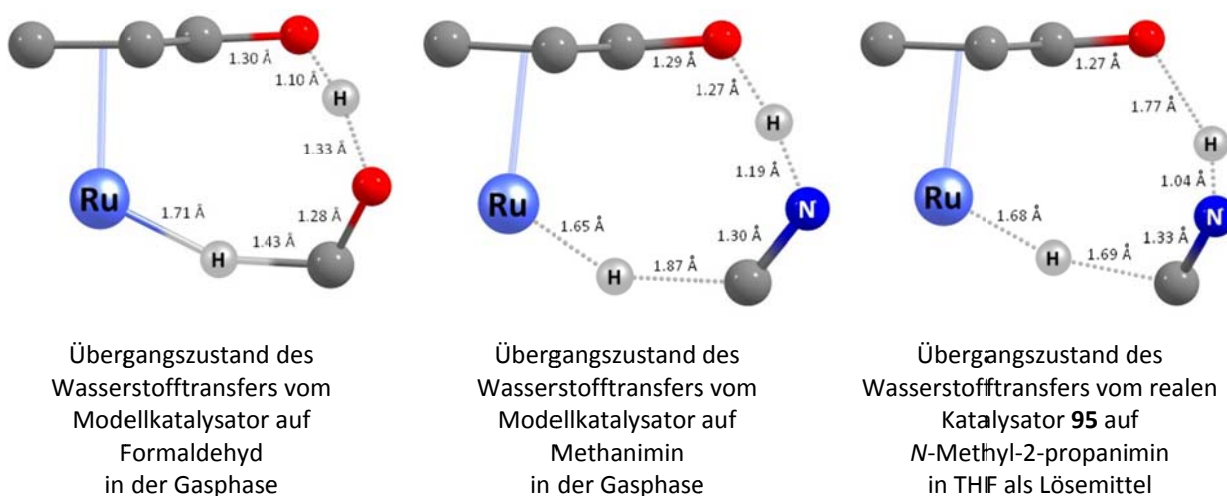 1.30 Å
1.10 Å
H
1.33 Å
Ru
1.71 Å
1.28 Å
H
1.43 Å
1.29 Å
1.27 Å
H
1.19 Å
Ru
N
1.65 Å
1.30 Å
H
1.87 Å
1.27 Å
1.77 Å
H
1.04 Å
Ru
N
1.68 Å
1.33 Å
H
1.69 Å
Übergangszustand des
Wasserstofftransfers vom
Modellkatalysator auf
Formaldehyd
in der Gasphase
Übergangszustand des
Wasserstofftransfers vom
Modellkatalysator auf
Methanimin
in der Gasphase
Übergangszustand des
Wasserstofftransfers vom realen
Katalysator 95 auf
N-Methyl-2-propanimin
in THF als Lösemittel